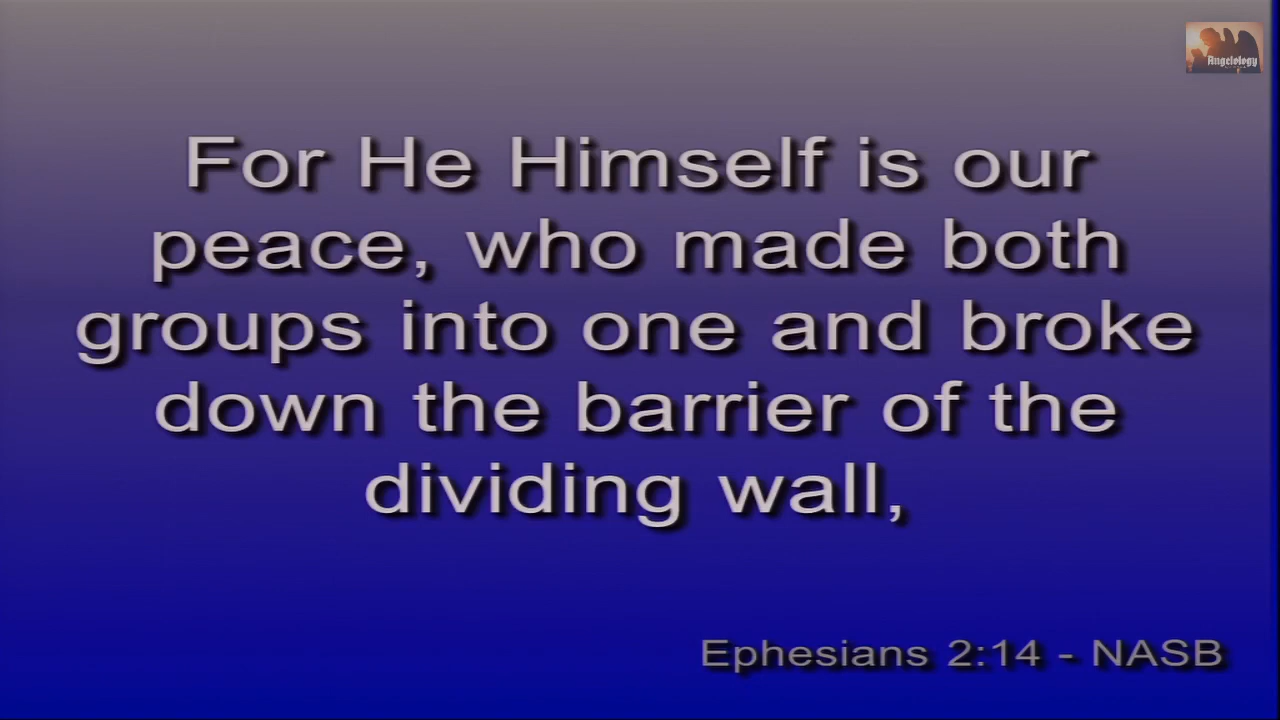 Angelology
For He Himself is our
peace, who made both
groups into one and broke
down the barrier of the
dividing wall,
Ephesians 2:14 - NASB